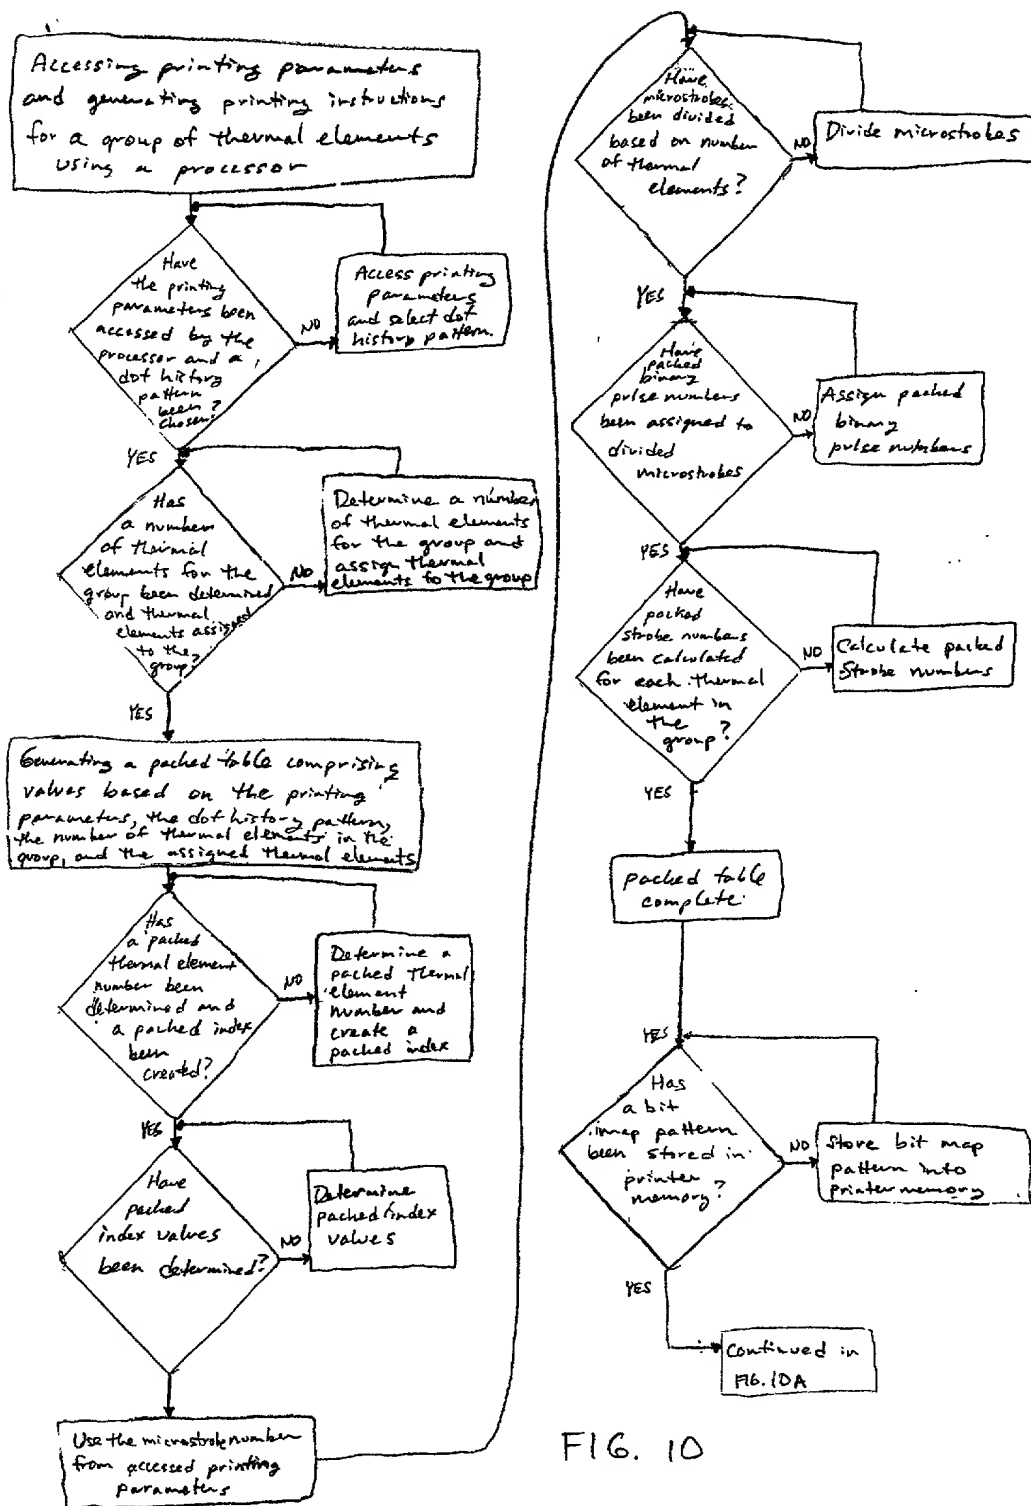 Accessing printing parameters
and generating printing instructions
for a group of thermal elements
using a processor
Have
the printing
parameters been
accessed by the
processor and a
dot history
pattern
been
chosen?
NO
Access printing
parameters
and select dot
history pattern.
YES
Has
a number
of thermal
elements for the
group been determined
and thermal
elements assigned
to the
group?
NO
Determine a number
of thermal elements
for the group and
assign thermal
elements to the group
YES
Generating a packed table comprising
values based on the printing
parameters, the dot history pattern,
the number of thermal elements in the
group, and the assigned thermal elements
Has
a packed
thermal element
number been
determined and
a packed index
been
created?
NO
Determine a
packed thermal
element
number and
create a
packed index
YES
Have
packed
index values
been determined?
NO
Determine
packed index
values
Use the microstrobe number
from accessed printing
parameters
Have
microstrobes
been divided
based on number
of thermal
elements?
NO
Divide microstrobes
YES
Have
packed
binary
pulse numbers
been assigned to
divided
microstrobes
NO
Assign packed
binary
pulse numbers
YES
Have
packed
strobe numbers
been calculated
for each thermal
element in
the
group?
NO
Calculate packed
strobe numbers
YES
packed table
complete
YES
Has
a bit
map pattern
been stored in
printer
memory?
NO
Store bit map
pattern into
printer memory
YES
Continued in
FIG. 10A
FIG. 10